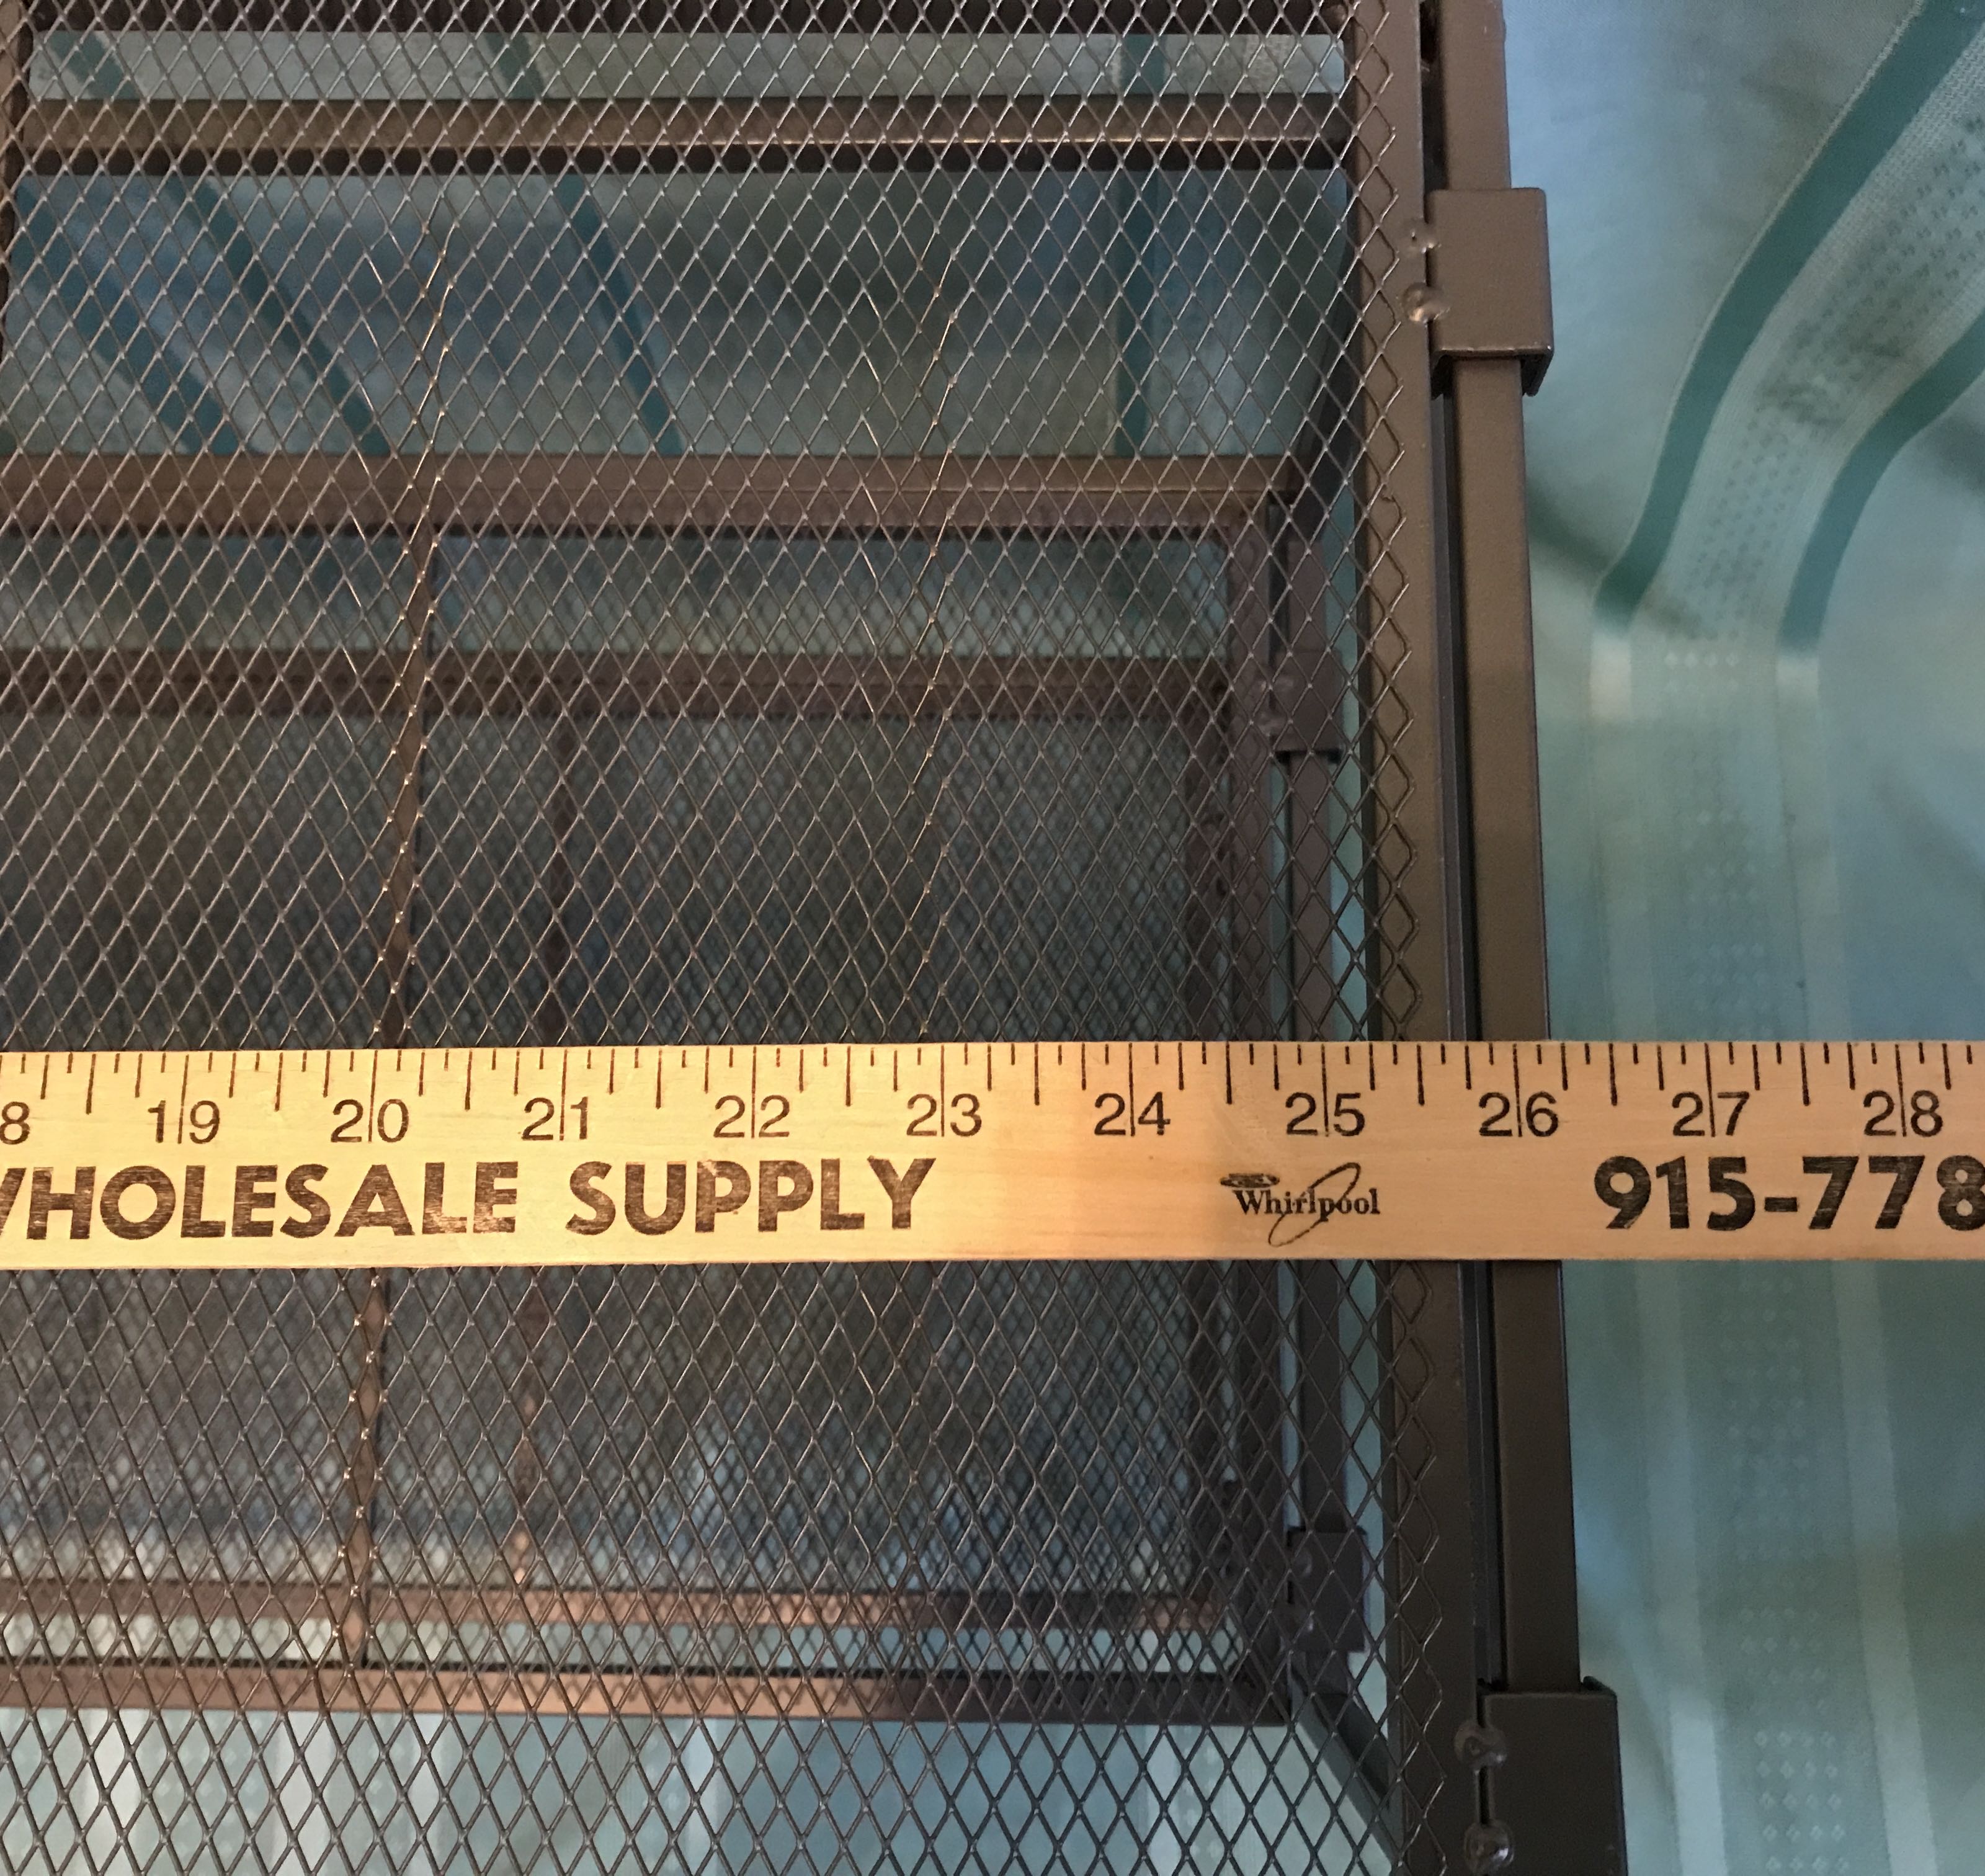 8 19 20 21 22 23 24 25 26 27 28
WHOLESALE SUPPLY Whirlpool 915-778